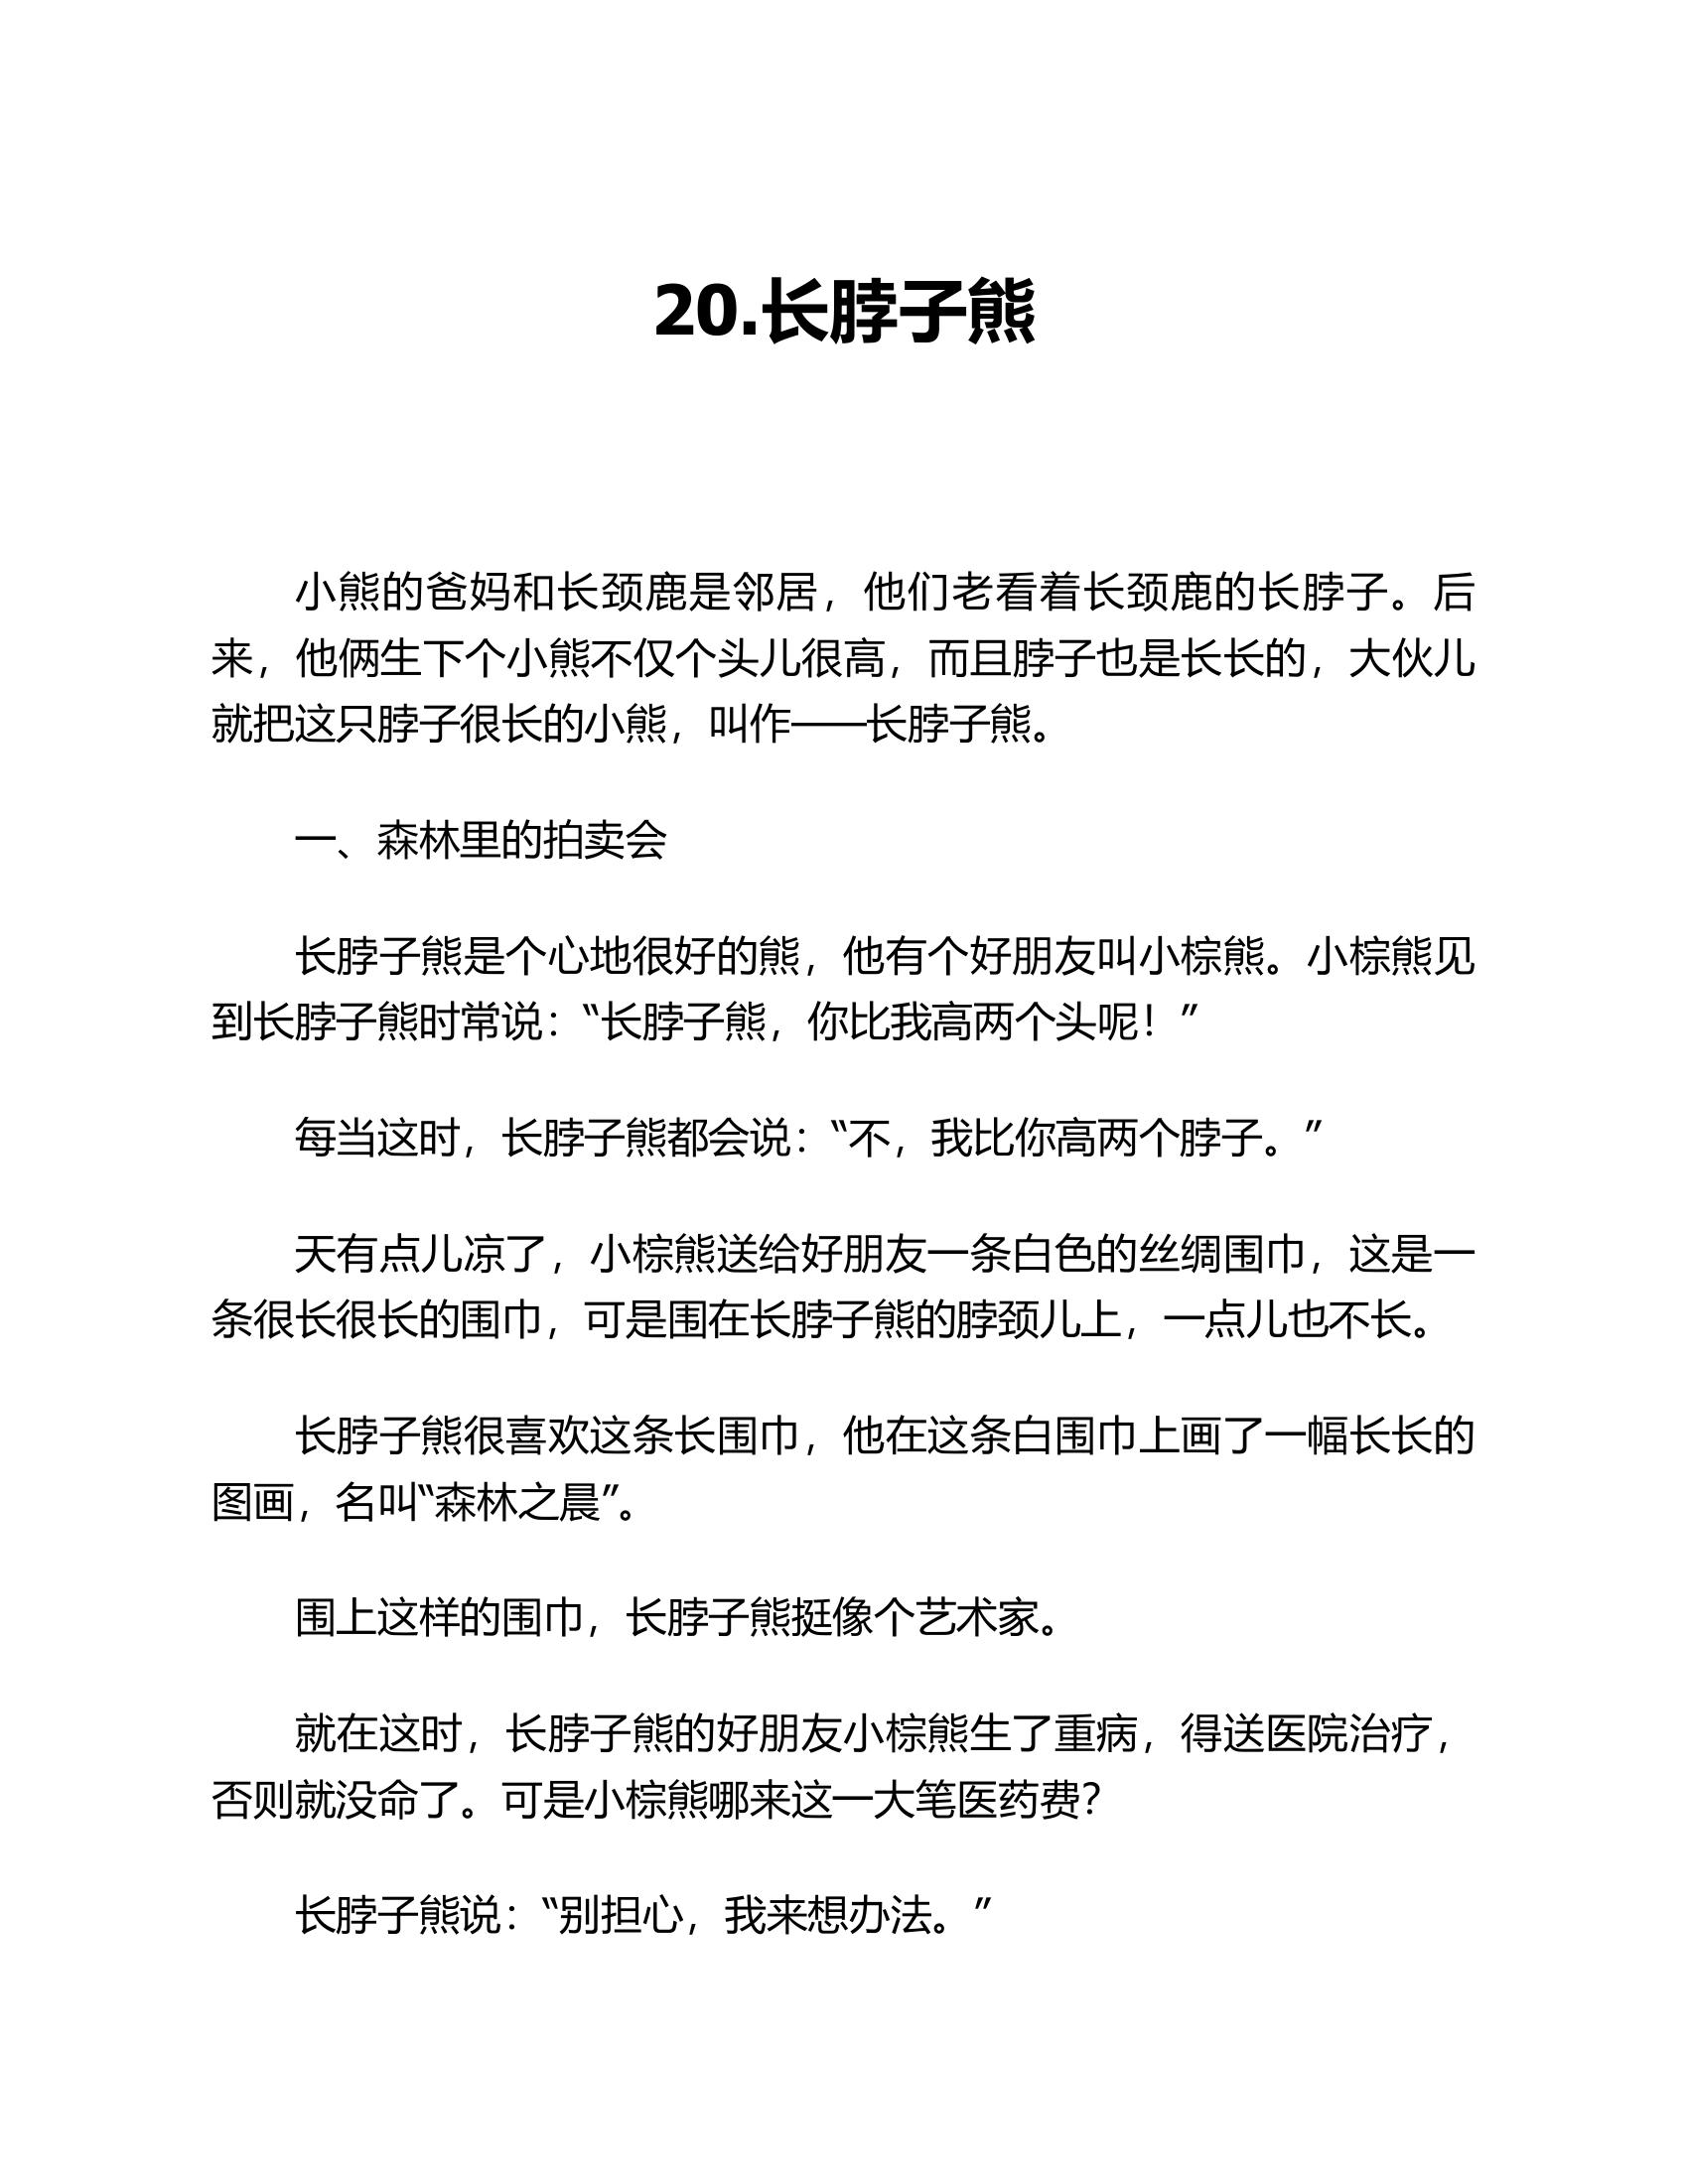 20.长脖子熊
小熊的爸妈和长颈鹿是邻居，他们老看着长颈鹿的长脖子。后
来，他俩生下个小熊不仅个头儿很高，而且脖子也是长长的，大伙儿
就把这只脖子很长的小熊，叫作——长脖子熊。
一、森林里的拍卖会
长脖子熊是个心地很好的熊，他有个好朋友叫小棕熊。小棕熊见
到长脖子熊时常说：“长脖子熊，你比我高两个头呢！”
每当这时，长脖子熊都会说：“不，我比你高两个脖子。”
天有点儿凉了，小棕熊送给好朋友一条白色的丝绸围巾，这是一
条很长很长的围巾，可是围在长脖子熊的脖颈儿上，一点儿也不长。
长脖子熊很喜欢这条长围巾，他在这条白围巾上画了一幅长长的
图画，名叫“森林之晨”。
围上这样的围巾，长脖子熊挺像个艺术家。
就在这时，长脖子熊的好朋友小棕熊生了重病，得送医院治疗，
否则就没命了。可是小棕熊哪来这一大笔医药费？
长脖子熊说：“别担心，我来想办法。”